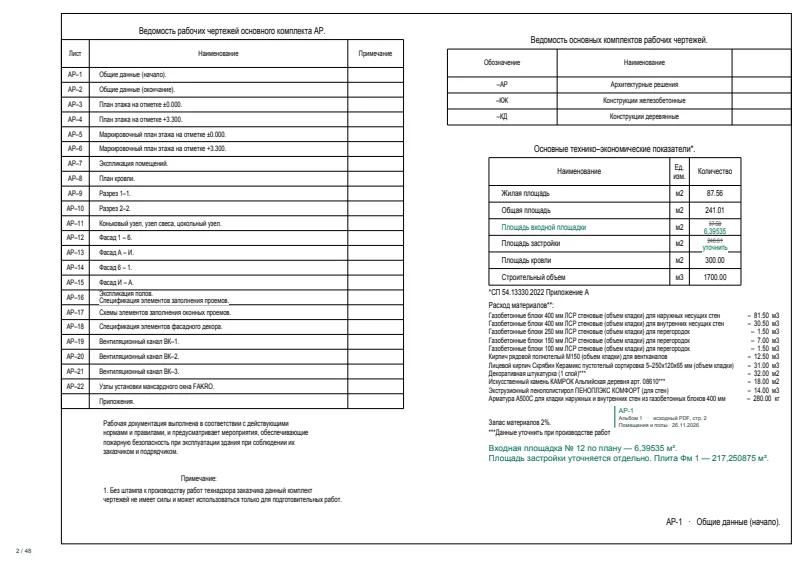 Ведомость рабочих чертежей основного комплекта АР.
Лист Наименование Примечание
АР–1 Общие данные (начало).
АР–2 Общие данные (окончание).
АР–3 План этажа на отметке ±0.000.
АР–4 План этажа на отметке +3.300.
АР–5 Маркировочный план этажа на отметке ±0.000.
АР–6 Маркировочный план этажа на отметке +3.300.
АР–7 Экспликация помещений.
АР–8 План кровли.
АР–9 Разрез 1–1.
АР–10 Разрез 2–2.
АР–11 Коньковый узел, узел свеса, цокольный узел.
АР–12 Фасад 1 – 6.
АР–13 Фасад А – И.
АР–14 Фасад 6 – 1.
АР–15 Фасад И – А.
АР–16 Экспликация полов.
Спецификация элементов заполнения проемов.
АР–17 Схемы элементов заполнения оконных проемов.
АР–18 Спецификация элементов фасадного декора.
АР–19 Вентиляционный канал ВК–1.
АР–20 Вентиляционный канал ВК–2.
АР–21 Вентиляционный канал ВК–3.
АР–22 Узлы установки мансардного окна FAKRO.
Приложения.
Рабочая документация выполнена в соответствии с действующими
нормами и правилами, и предусматривает мероприятия, обеспечивающие
пожарную безопасность при эксплуатации здания при соблюдении их
заказчиком и подрядчиком.
Примечание:
1. Без штампа к производству работ технадзора заказчика данный комплект
чертежей не имеет силы и может использоваться только для подготовительных работ.
Ведомость основных комплектов рабочих чертежей.
Обозначение Наименование
–АР Архитектурные решения
–КЖ Конструкции железобетонные
–КД Конструкции деревянные
Основные технико–экономические показатели*.
Наименование Ед. изм. Количество
Жилая площадь м2 87.56
Общая площадь м2 241.01
Площадь входной площадки м2 6,39535
Площадь застройки м2 уточнить
Площадь кровли м2 300.00
Строительный объем м3 1700.00
*СП 54.13330.2022 Приложение А
Расход материалов**:
Газобетонные блоки 400 мм ЛСР стеновые (объем кладки) для наружных несущих стен – 81.50 м3
Газобетонные блоки 400 мм ЛСР стеновые (объем кладки) для внутренних несущих стен – 30.50 м3
Газобетонные блоки 250 мм ЛСР стеновые (объем кладки) для перегородок – 1.50 м3
Газобетонные блоки 150 мм ЛСР стеновые (объем кладки) для перегородок – 7.00 м3
Газобетонные блоки 100 мм ЛСР стеновые (объем кладки) для перегородок – 1.50 м3
Кирпич рядовой полнотелый М150 (объем кладки) для вентканалов – 12.50 м3
Лицевой кирпич Скрябин Керамикс пустотелый сортировка 5–250х120х65 мм (объем кладки) – 31.00 м3
Декоративная штукатурка (1 слой)*** – 32.00 м2
Искусственный камень КАМРОК Альпийская деревня арт. 08610*** – 18.00 м2
Экструзионный пенополистирол ПЕНОПЛЭКС КОМФОРТ (для стен) – 14.00 м3
Арматура А500С для кладки наружных и внутренних стен из газобетонных блоков 400 мм – 280.00 кг
АР-1
Альбом 1 · исходный PDF, стр. 2
Помещения и полы · 26.11.2026
Запас материалов 2%.
***Данные уточнить при производстве работ
Входная площадка № 12 по плану — 6,39535 м².
Площадь застройки уточняется отдельно. Плита Фм 1 — 217,250875 м².
АР-1 · Общие данные (начало).
2 / 48